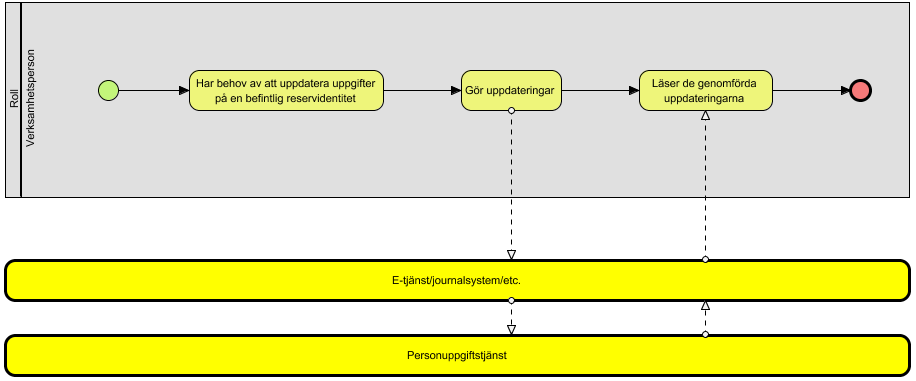 Roll
Verksamhetsperson
Har behov av att uppdatera uppgifter
på en befintlig reservidentitet
Gör uppdateringar
Läser de genomförda
uppdateringarna
E-tjänst/journalsystem/etc.
Personuppgiftstjänst